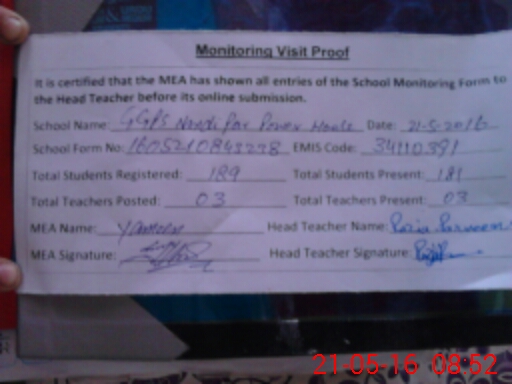 Monitoring Visit Proof
It is certified that the MEA has shown all entries of the School Monitoring Form to
the Head Teacher before its online submission.
School Name: GGPS Date: 21-5-2016
School Form No: EMIS Code: 34110391
Total Students Registered: 189 Total Students Present: 181
Total Teachers Posted: 03 Total Teachers Present: 03
MEA Name: Head Teacher Name: Razia Parveen
MEA Signature: Head Teacher Signature:
21-05-16 08:52